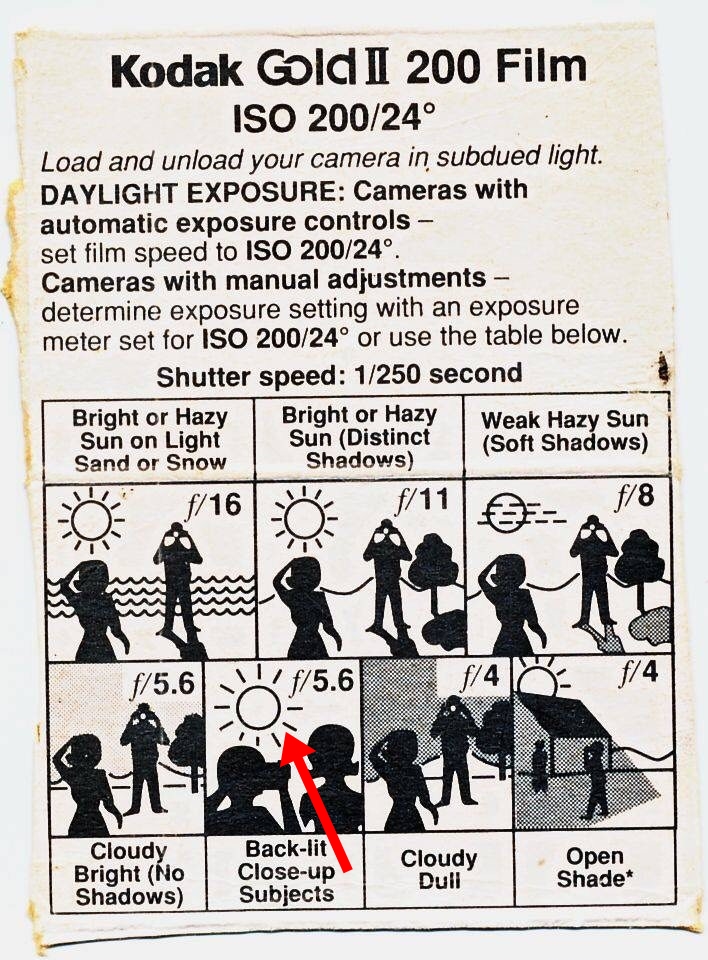 Kodak Gold II 200 Film
ISO 200/24°
Load and unload your camera in subdued light.
DAYLIGHT EXPOSURE: Cameras with
automatic exposure controls –
set film speed to ISO 200/24°.
Cameras with manual adjustments –
determine exposure setting with an exposure
meter set for ISO 200/24° or use the table below.
Shutter speed: 1/250 second
Bright or Hazy
Sun on Light
Sand or Snow
Bright or Hazy
Sun (Distinct
Shadows)
Weak Hazy Sun
(Soft Shadows)
f/16
f/11
f/8
f/5.6
f/5.6
f/4
f/4
Cloudy
Bright (No
Shadows)
Back-lit
Close-up
Subjects
Cloudy
Dull
Open
Shade*